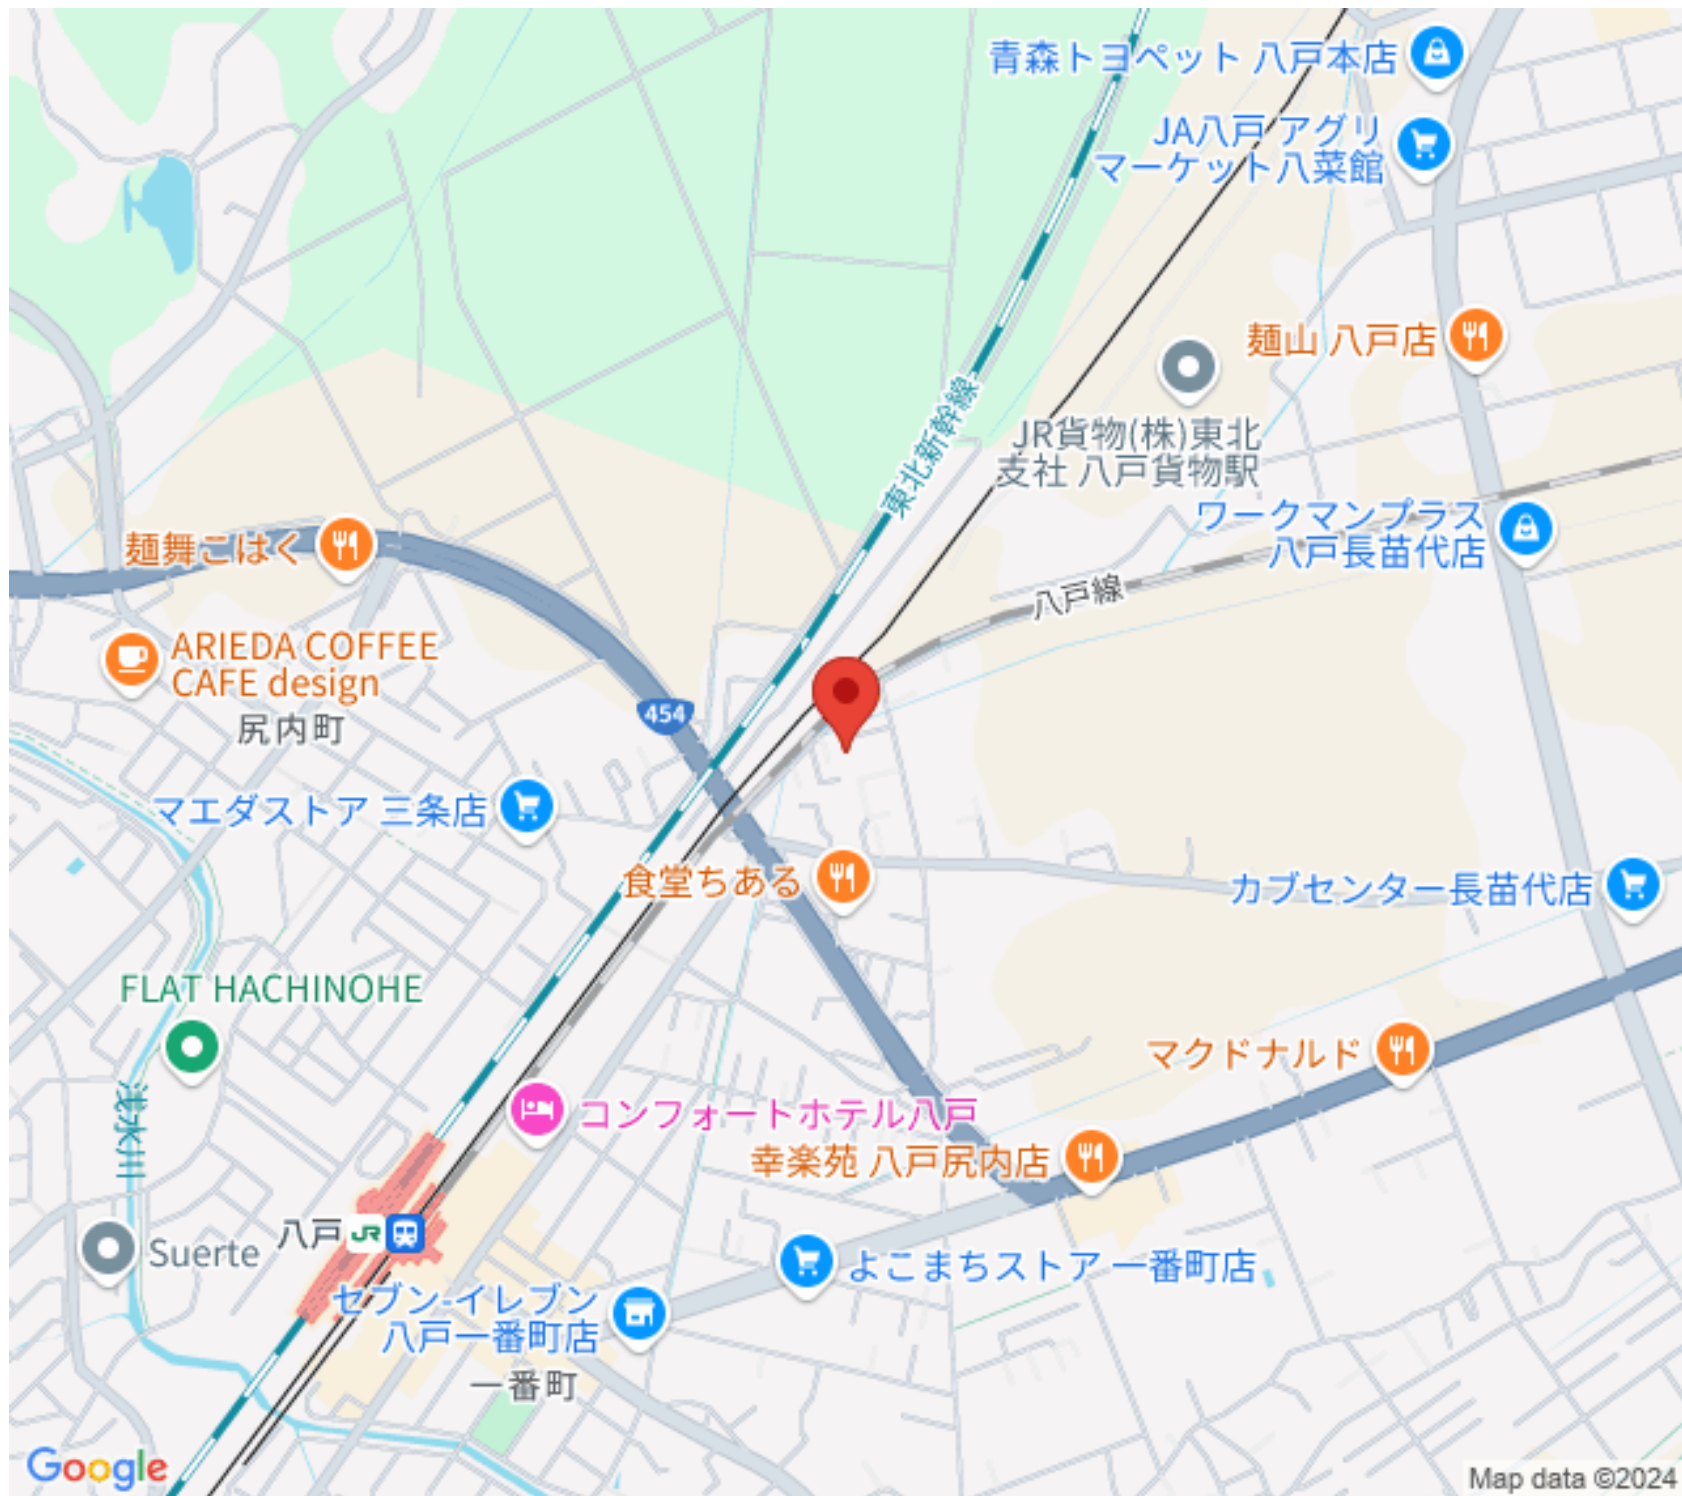 青森トヨペット 八戸本店
JA八戸 アグリ
マーケット八菜館
麺山 八戸店
東北新幹線
JR貨物(株)東北
支社 八戸貨物駅
ワークマンプラス
八戸長苗代店
麺舞こはく
八戸線
ARIEDA COFFEE
CAFE design
尻内町
454
マエダストア 三条店
食堂ちある
カブセンター長苗代店
FLAT HACHINOHE
マクドナルド
浅水川
コンフォートホテル八戸
幸楽苑 八戸尻内店
八戸 JR
Suerte
よこまちストア 一番町店
セブン-イレブン
八戸一番町店
一番町
Google
Map data ©2024